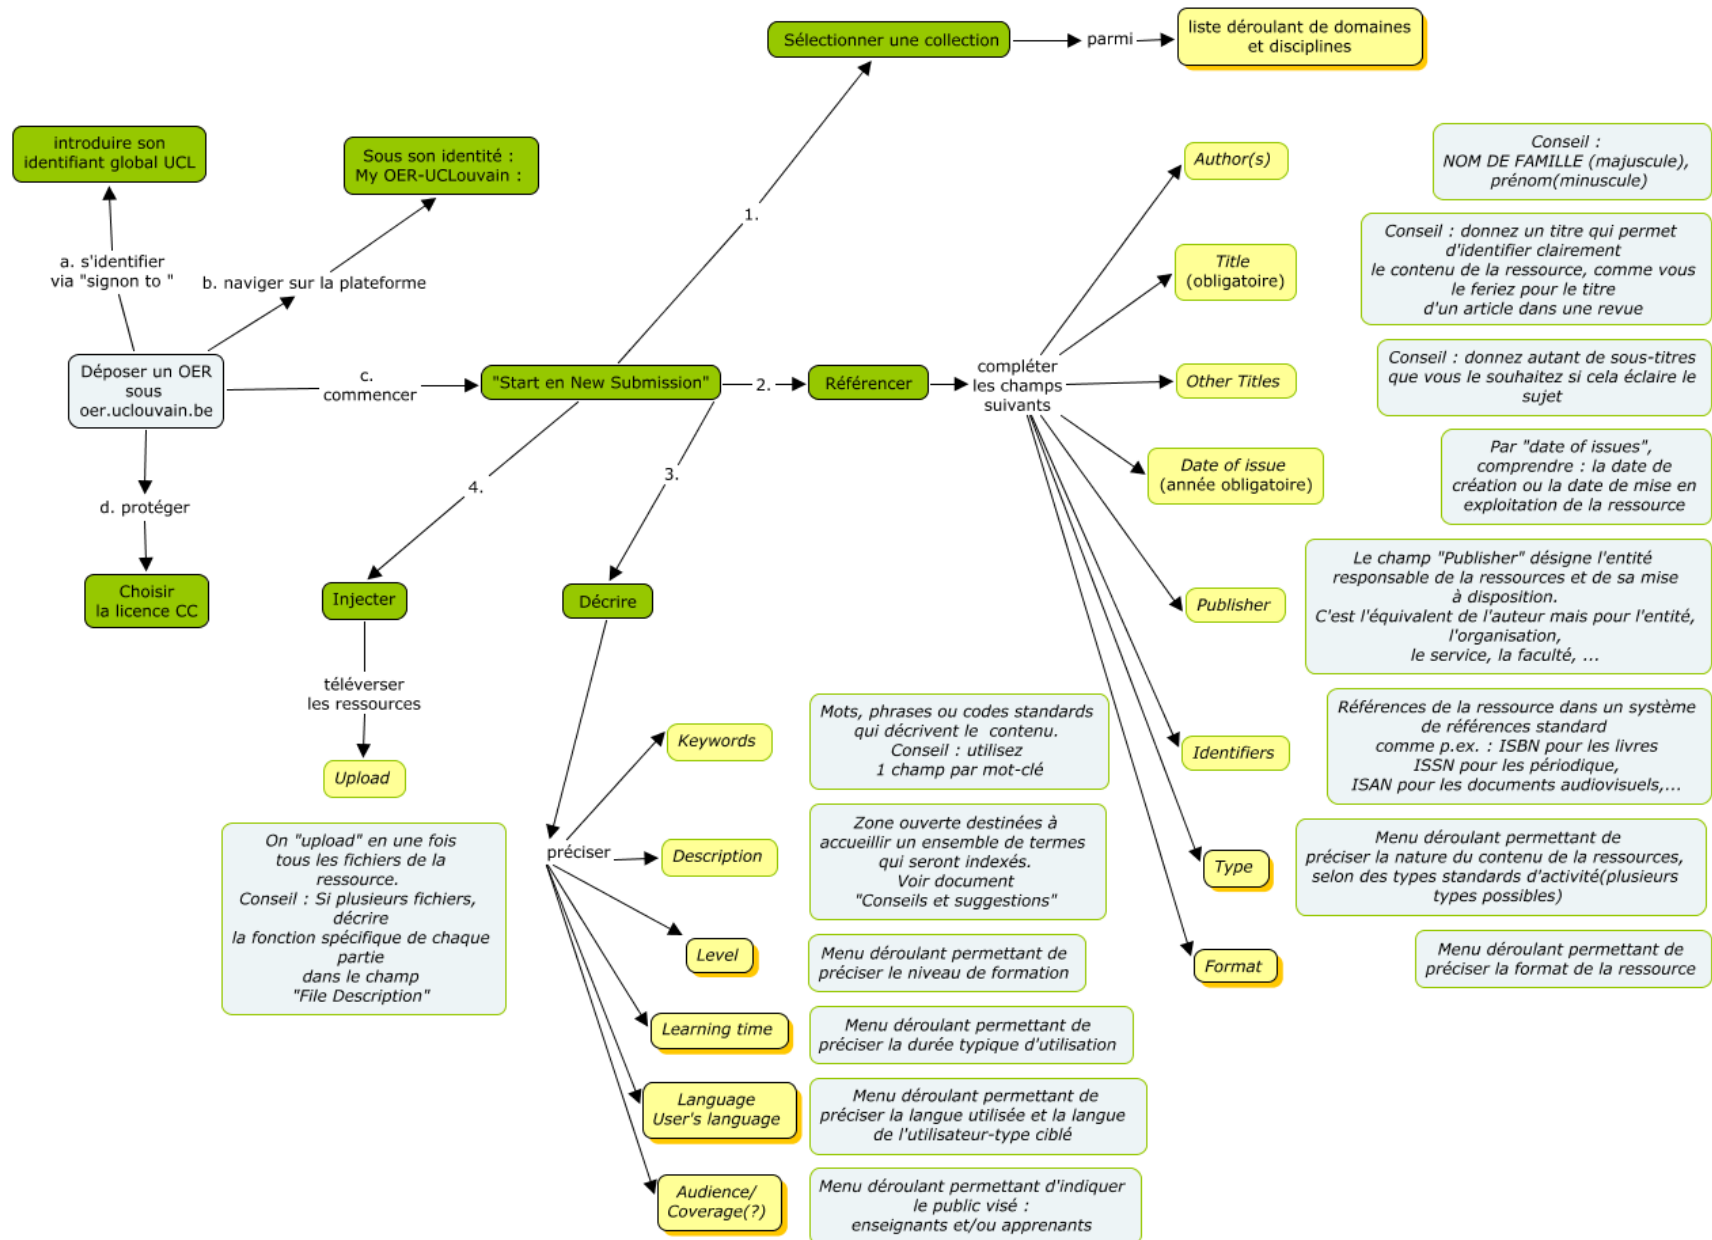 Sélectionner une collection
parmi
liste déroulant de domaines
et disciplines
introduire son
identifiant global UCL
Sous son identité :
My OER-UCLouvain :
a. s'identifier
via "signon to "
b. naviger sur la plateforme
Déposer un OER
sous
oer.uclouvain.be
c.
commencer
"Start en New Submission"
1.
2.
3.
4.
d. protéger
Choisir
la licence CC
Référencer
compléter
les champs
suivants
Author(s)
Conseil :
NOM DE FAMILLE (majuscule),
prénom(minuscule)
Title
(obligatoire)
Conseil : donnez un titre qui permet
d'identifier clairement
le contenu de la ressource, comme vous
le feriez pour le titre
d'un article dans une revue
Other Titles
Conseil : donnez autant de sous-titres
que vous le souhaitez si cela éclaire le
sujet
Date of issue
(année obligatoire)
Par "date of issues",
comprendre : la date de
création ou la date de mise en
exploitation de la ressource
Publisher
Le champ "Publisher" désigne l'entité
responsable de la ressources et de sa mise
à disposition.
C'est l'équivalent de l'auteur mais pour l'entité,
l'organisation,
le service, la faculté, ...
Identifiers
Références de la ressource dans un système
de références standard
comme p.ex. : ISBN pour les livres
ISSN pour les périodique,
ISAN pour les documents audiovisuels,...
Type
Menu déroulant permettant de
préciser la nature du contenu de la ressources,
selon des types standards d'activité(plusieurs
types possibles)
Format
Menu déroulant permettant de
préciser la format de la ressource
Injecter
téléverser
les ressources
Upload
On "upload" en une fois
tous les fichiers de la
ressource.
Conseil : Si plusieurs fichiers,
décrire
la fonction spécifique de chaque
partie
dans le champ
"File Description"
Décrire
préciser
Keywords
Mots, phrases ou codes standards
qui décrivent le  contenu.
Conseil : utilisez
1 champ par mot-clé
Description
Zone ouverte destinées à
accueillir un ensemble de termes
qui seront indexés.
Voir document
"Conseils et suggestions"
Level
Menu déroulant permettant de
préciser le niveau de formation
Learning time
Menu déroulant permettant de
préciser la durée typique d'utilisation
Language
User's language
Menu déroulant permettant de
préciser la langue utilisée et la langue
de l'utilisateur-type ciblé
Audience/
Coverage(?)
Menu déroulant permettant d'indiquer
le public visé :
enseignants et/ou apprenants